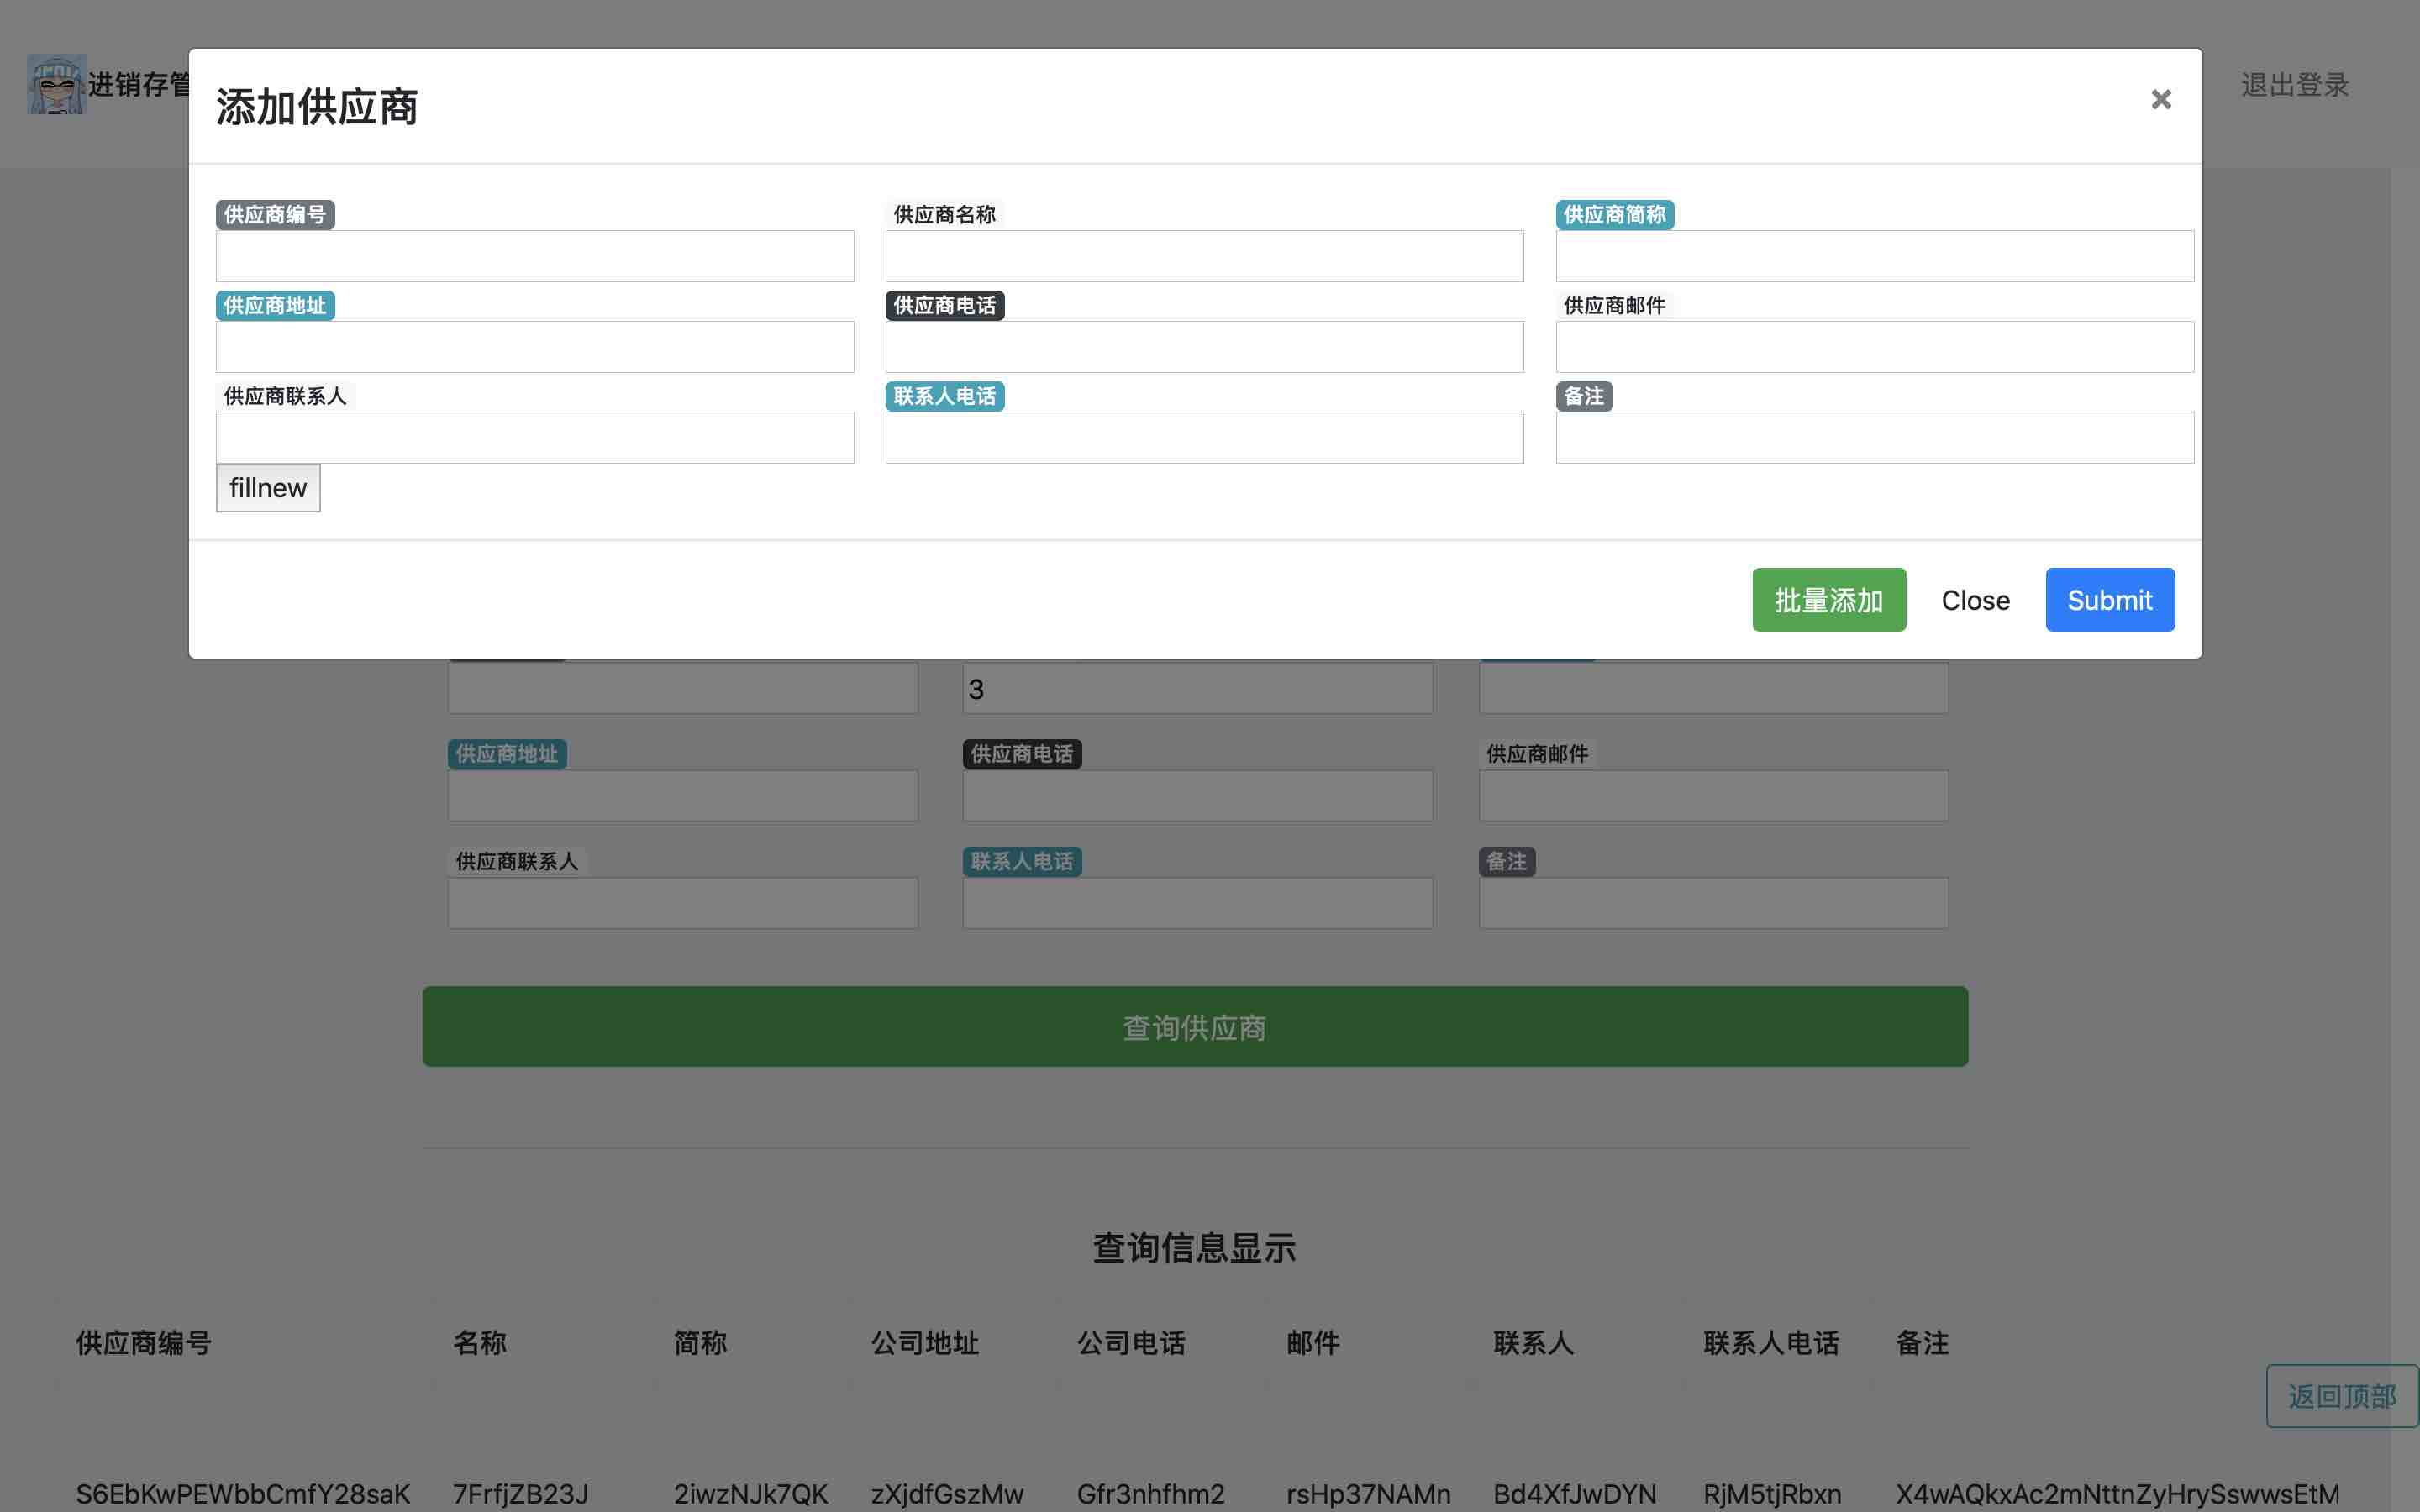 进销存管
退出登录
添加供应商
×
供应商编号 供应商名称 供应商简称
供应商地址 供应商电话 供应商邮件
供应商联系人 联系人电话 备注
fillnew
批量添加 Close Submit
3
供应商地址 供应商电话 供应商邮件
供应商联系人 联系人电话 备注
查询供应商
查询信息显示
供应商编号 名称 简称 公司地址 公司电话 邮件 联系人 联系人电话 备注
返回顶部
S6EbKwPEWbbCmfY28saK 7FrfjZB23J 2iwzNJk7QK zXjdfGszMw Gfr3nhfhm2 rsHp37NAMn Bd4XfJwDYN RjM5tjRbxn X4wAQkxAc2mNttnZyHrySswwsEtM